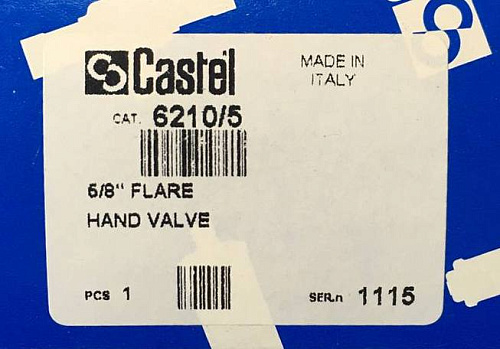 Castel
MADE IN
ITALY
CAT. 6210/5
5/8" FLARE
HAND VALVE
PCS 1
SER.n 1115